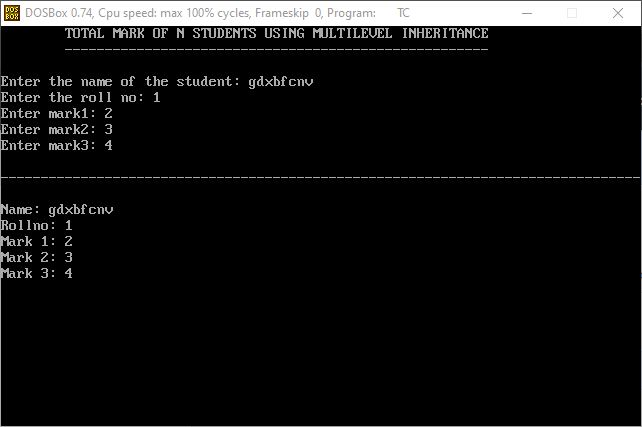 DOS BOX DOSBox 0.74, Cpu speed: max 100% cycles, Frameskip 0, Program: TC
TOTAL MARK OF N STUDENTS USING MULTILEVEL INHERITANCE
-----------------------------------------------------
Enter the name of the student: gdxbfcnv
Enter the roll no: 1
Enter mark1: 2
Enter mark2: 3
Enter mark3: 4
--------------------------------------------------------------------------------
Name: gdxbfcnv
Rollno: 1
Mark 1: 2
Mark 2: 3
Mark 3: 4